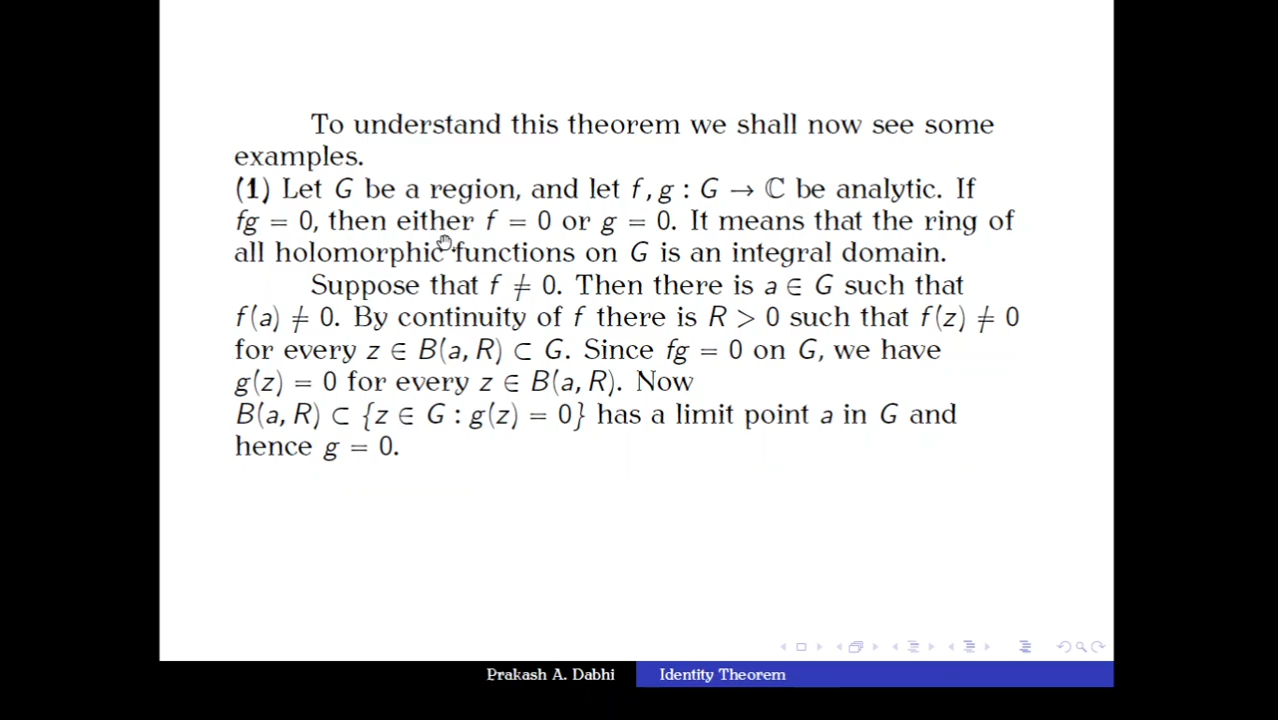 To understand this theorem we shall now see some
examples.
(1) Let G be a region, and let f, g : G → ℂ be analytic. If
fg = 0, then either f = 0 or g = 0. It means that the ring of
all holomorphic functions on G is an integral domain.
Suppose that f ≠ 0. Then there is a ∈ G such that
f(a) ≠ 0. By continuity of f there is R > 0 such that f(z) ≠ 0
for every z ∈ B(a, R) ⊂ G. Since fg = 0 on G, we have
g(z) = 0 for every z ∈ B(a, R). Now
B(a, R) ⊂ {z ∈ G : g(z) = 0} has a limit point a in G and
hence g = 0.
Prakash A. Dabhi Identity Theorem